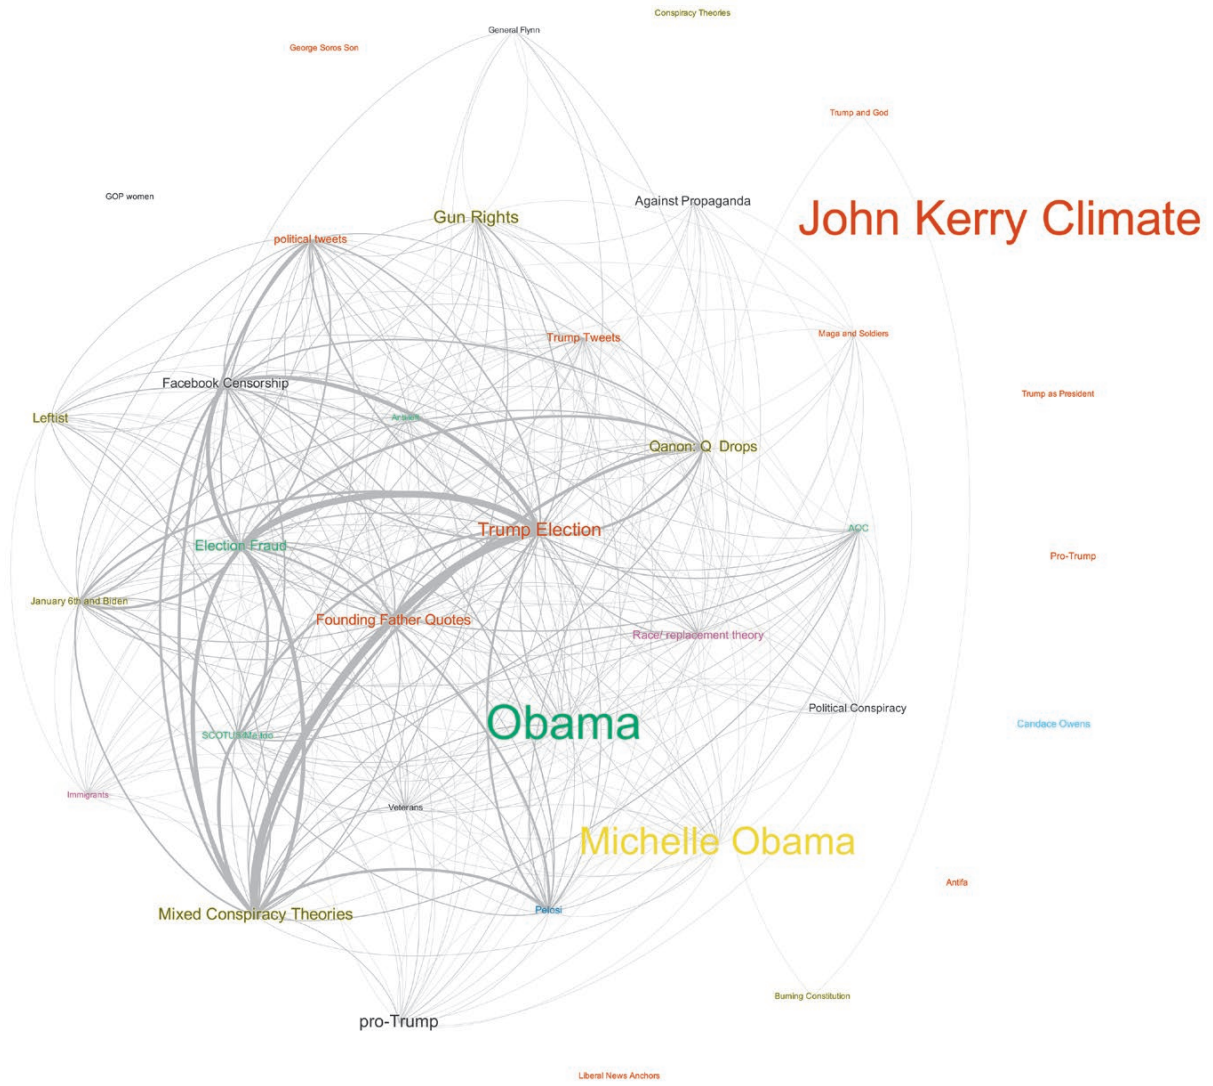 Conspiracy Theories
General Flynn
George Soros Son
Trump and God
GOP women
Against Propaganda
John Kerry Climate
Gun Rights
political tweets
Trump Tweets
Maga and Soldiers
Facebook Censorship
Trump as President
Leftist
Qanon: Q Drops
Trump Election
AOC
Election Fraud
Pro-Trump
January 6th and Biden
Founding Father Quotes
Race/ replacement theory
Obama
Political Conspiracy
Candace Owens
SCOTUS/Me too
Immigrants
Veterans
Michelle Obama
Antifa
Pelosi
Mixed Conspiracy Theories
Burning Constitution
pro-Trump
Liberal News Anchors